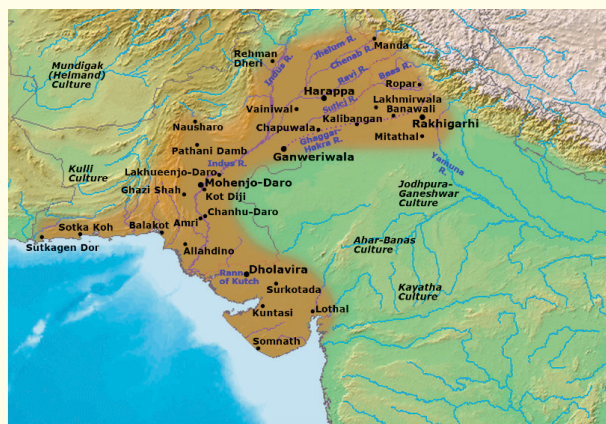 Mundigak
(Helmand)
Culture
Rehman
Dheri
Manda
Jhelum R.
Chenab R.
Ravi R.
Beas R.
Sutlej R.
Indus R.
Ropar
Harappa
Lakhmirwala
Banawali
Vainiwal
Kalibangan
Rakhigarhi
Chapuwala
Mitathal
Nausharo
Ghaggar-
Hakra R.
Pathani Damb
Ganweriwala
Kulli
Culture
Yamuna
R.
Indus R.
Lakhueenjo-Daro
Mohenjo-Daro
Ghazi Shah
Kot Diji
Jodhpura-
Ganeshwar
Culture
Chanhu-Daro
Sotka Koh
Balakot
Amri
Sutkagen Dor
Allahdino
Ahar-Banas
Culture
Rann
of Kutch
Dholavira
Surkotada
Kayatha
Culture
Kuntasi
Lothal
Somnath